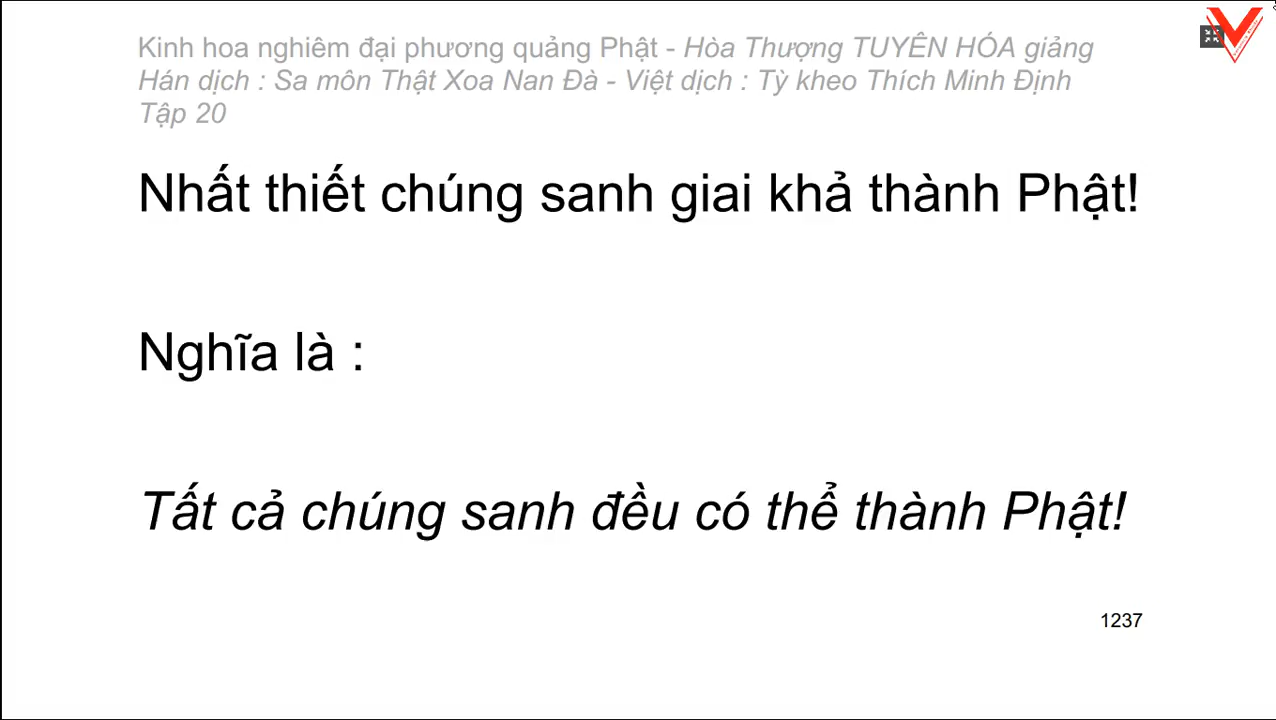 Kinh hoa nghiêm đại phương quảng Phật - Hòa Thượng TUYÊN HÓA giảng
Hán dịch : Sa môn Thật Xoa Nan Đà - Việt dịch : Tỳ kheo Thích Minh Định
Tập 20
Nhất thiết chúng sanh giai khả thành Phật!
Nghĩa là :
Tất cả chúng sanh đều có thể thành Phật!
1237